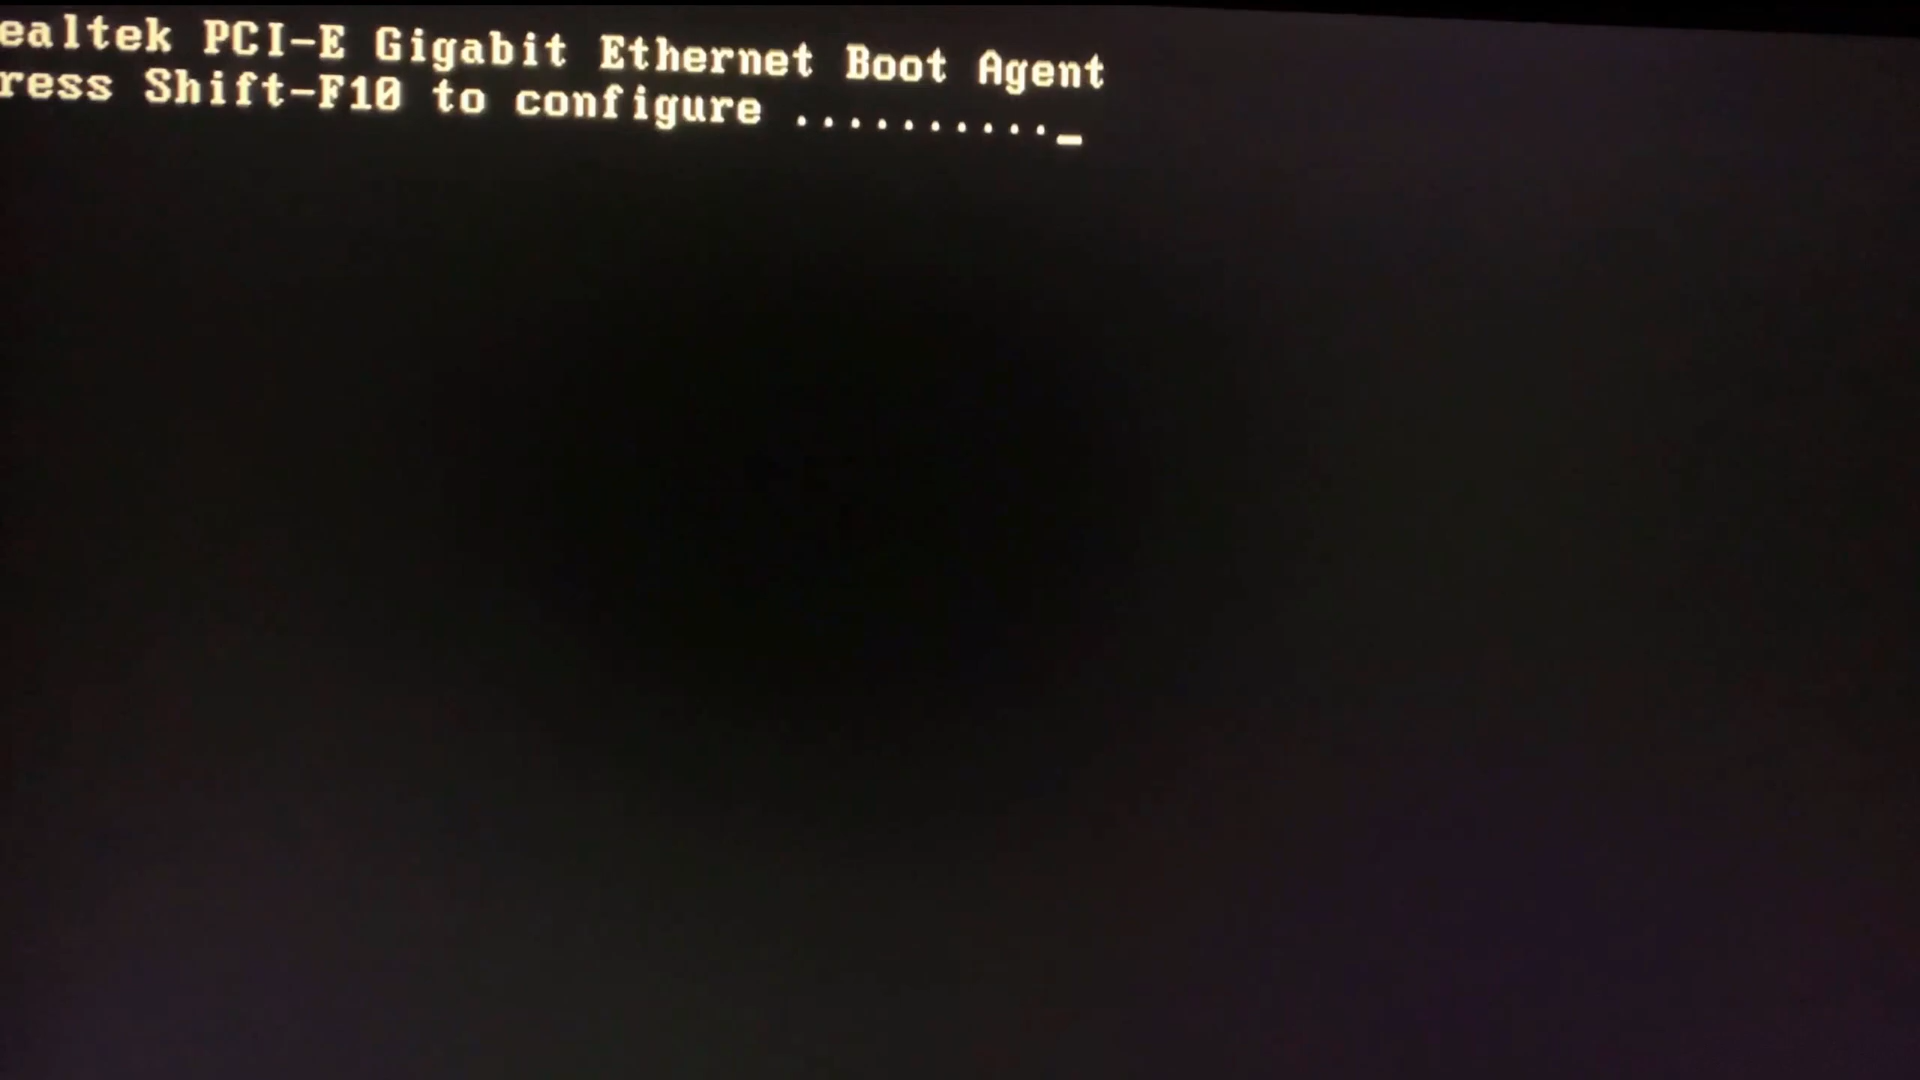 ealtek PCI-E Gigabit Ethernet Boot Agent
ress Shift-F10 to configure .........._